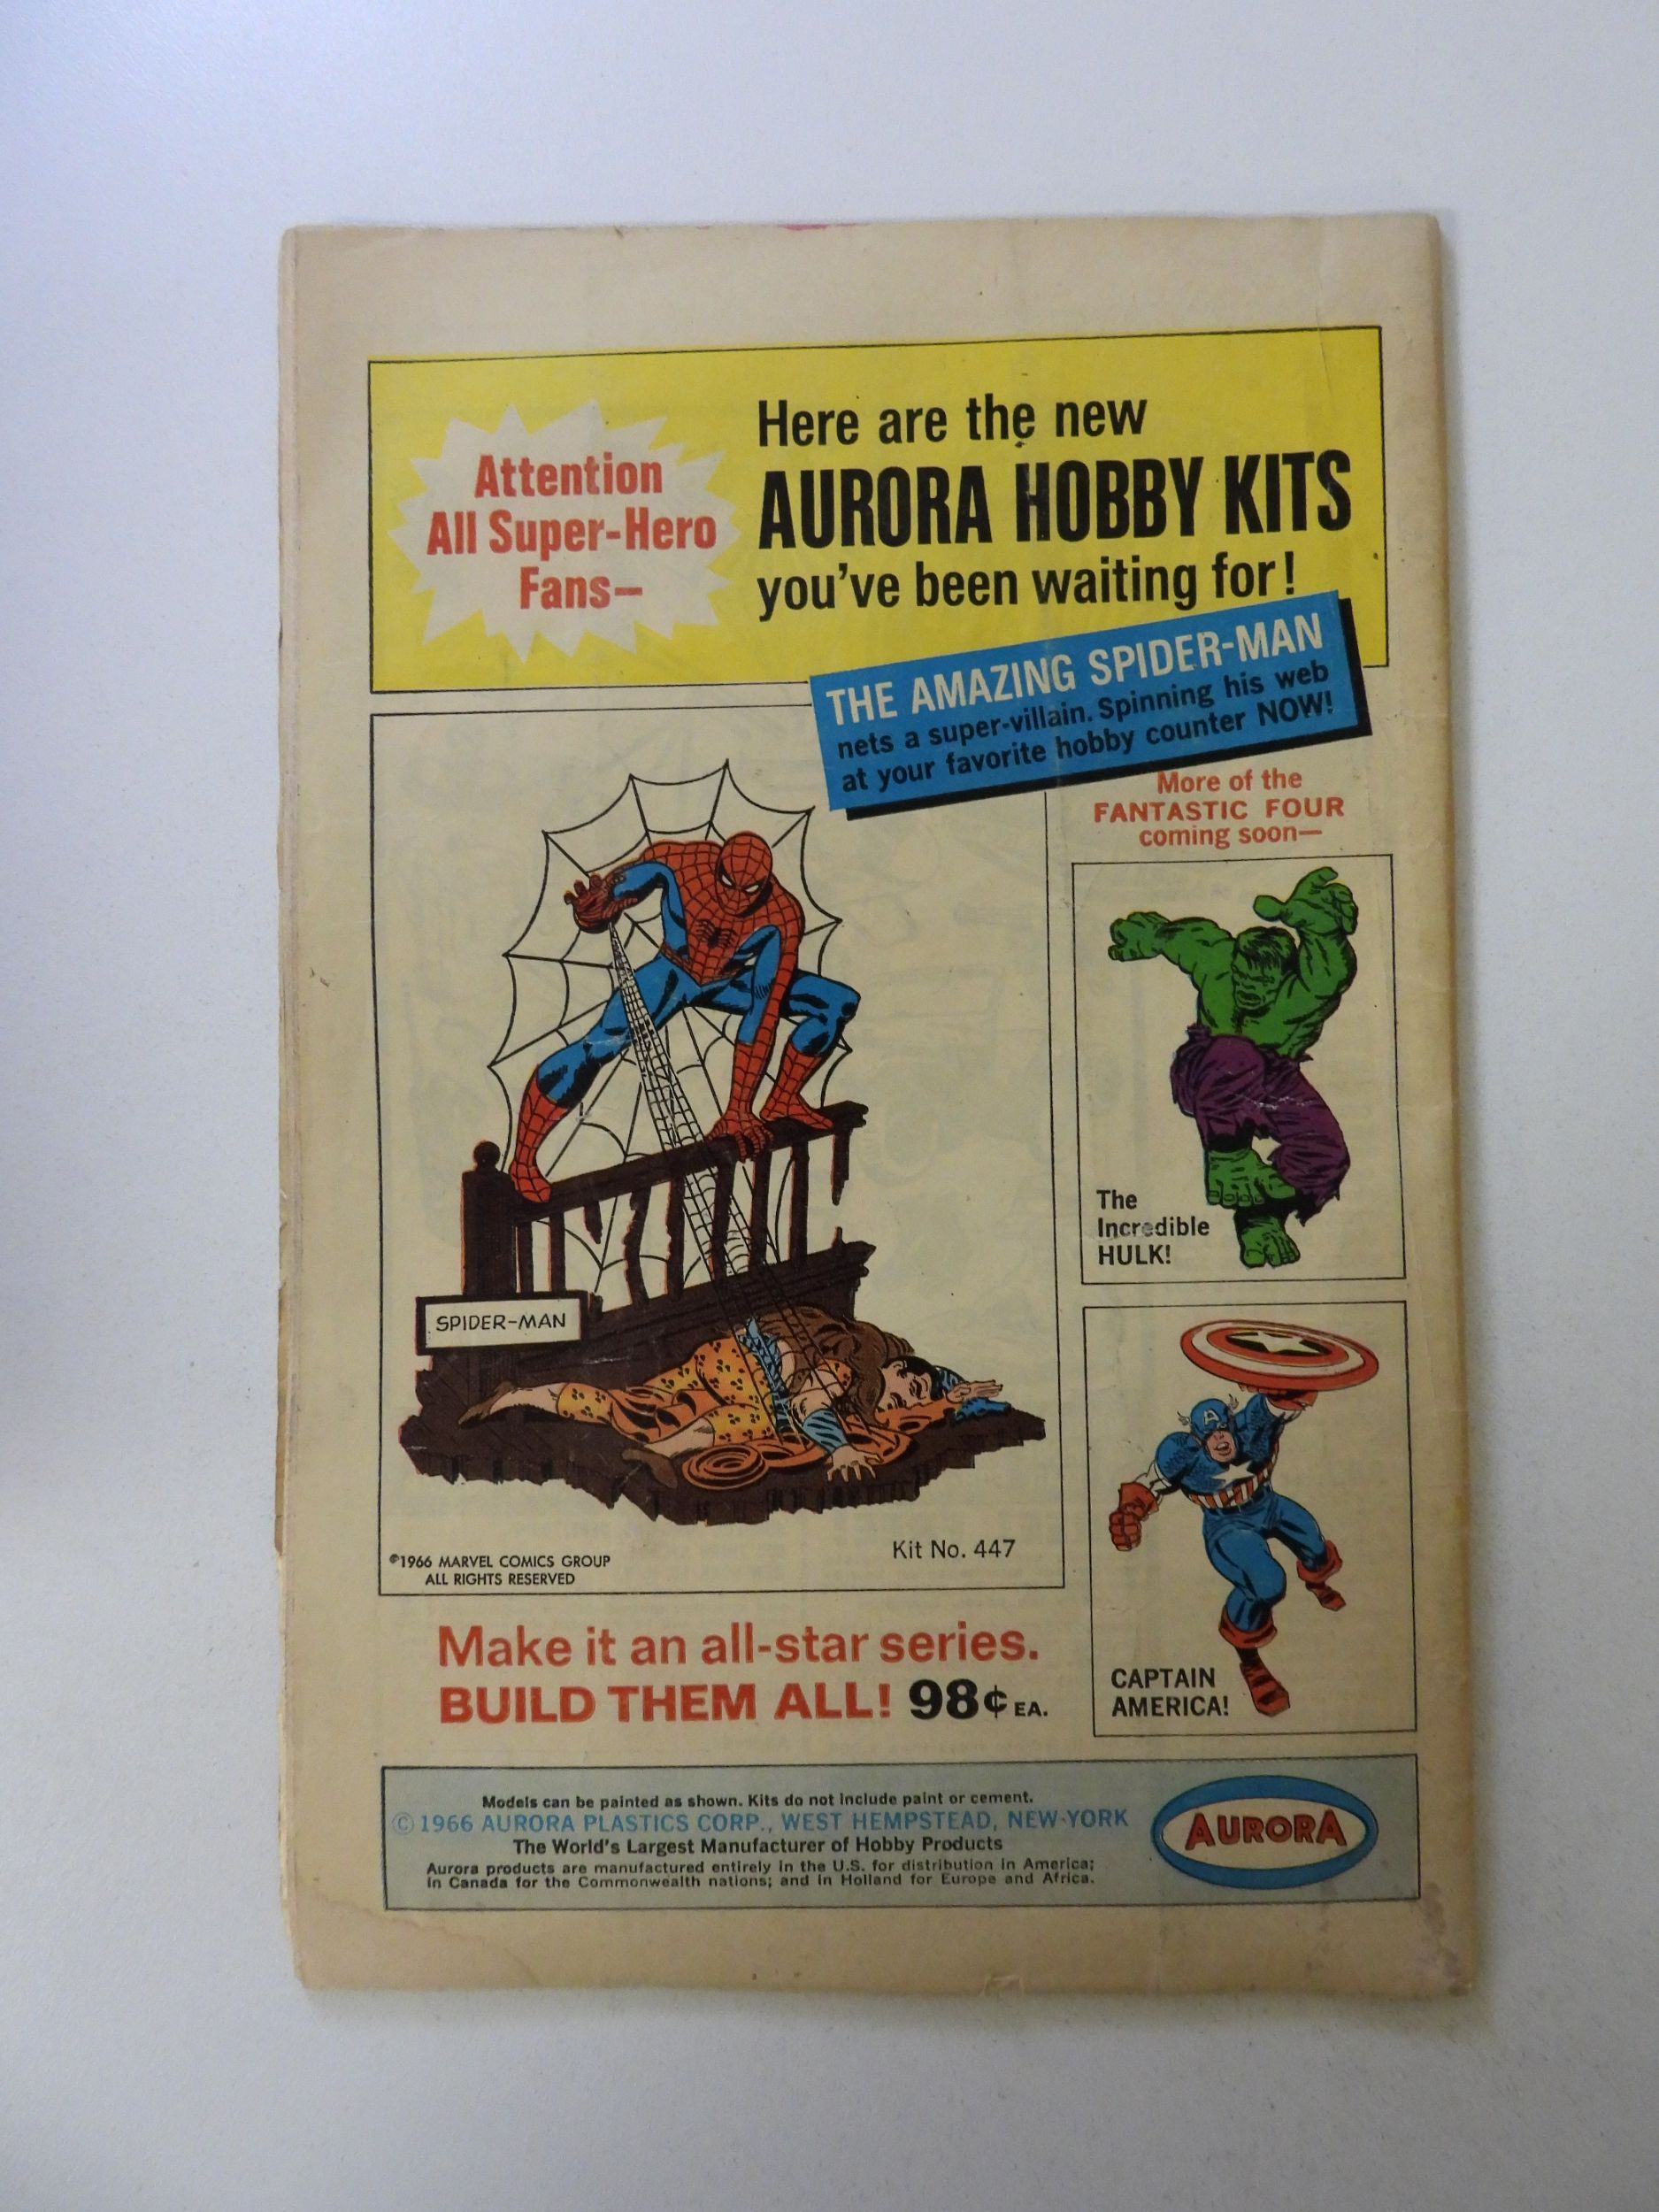 Attention
All Super-Hero
Fans—
Here are the new
AURORA HOBBY KITS
you've been waiting for!
THE AMAZING SPIDER-MAN
nets a super-villain. Spinning his web
at your favorite hobby counter NOW!
More of the
FANTASTIC FOUR
coming soon—
The
Incredible
HULK!
SPIDER-MAN
A
Kit No. 447
©1966 MARVEL COMICS GROUP
ALL RIGHTS RESERVED
CAPTAIN
AMERICA!
Make it an all-star series.
BUILD THEM ALL! 98¢ EA.
Models can be painted as shown. Kits do not include paint or cement.
© 1966 AURORA PLASTICS CORP., WEST HEMPSTEAD, NEW-YORK
The World's Largest Manufacturer of Hobby Products
Aurora products are manufactured entirely in the U.S. for distribution in America;
in Canada for the Commonwealth nations; and in Holland for Europe and Africa.
AURORA